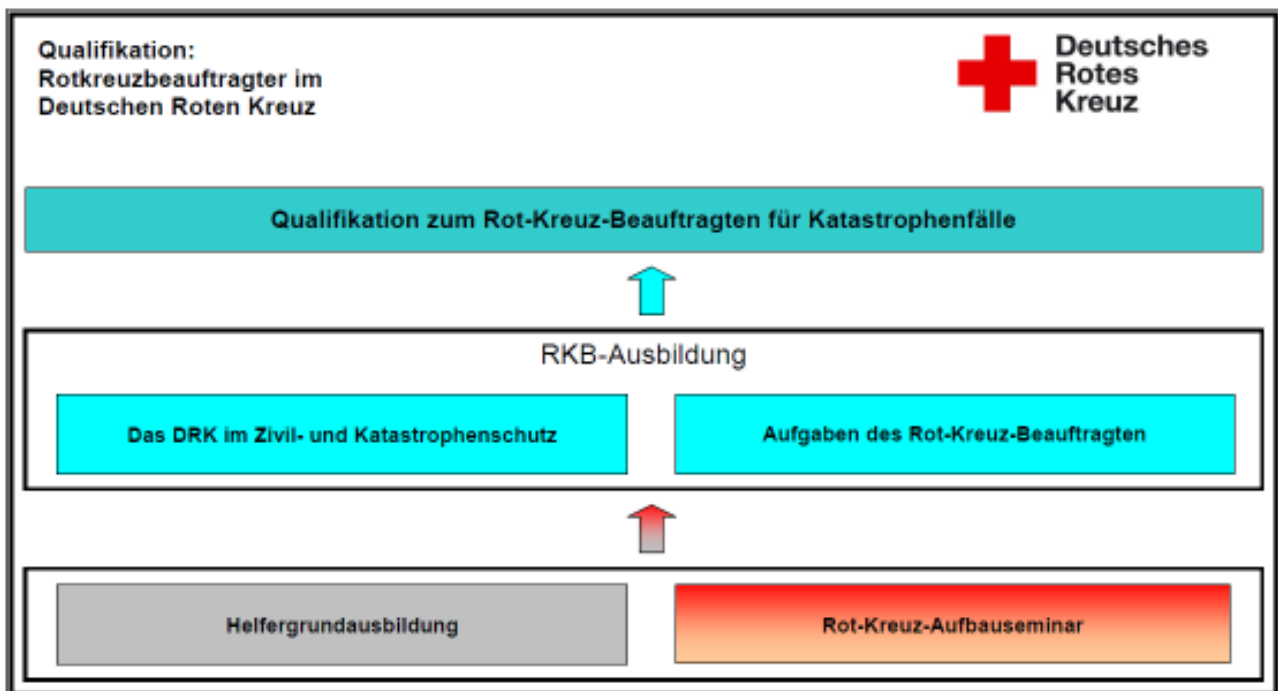 Qualifikation:
Rotkreuzbeauftragter im
Deutschen Roten Kreuz
Deutsches
Rotes
Kreuz
Qualifikation zum Rot-Kreuz-Beauftragten für Katastrophenfälle
RKB-Ausbildung
Das DRK im Zivil- und Katastrophenschutz
Aufgaben des Rot-Kreuz-Beauftragten
Helfergrundausbildung
Rot-Kreuz-Aufbauseminar